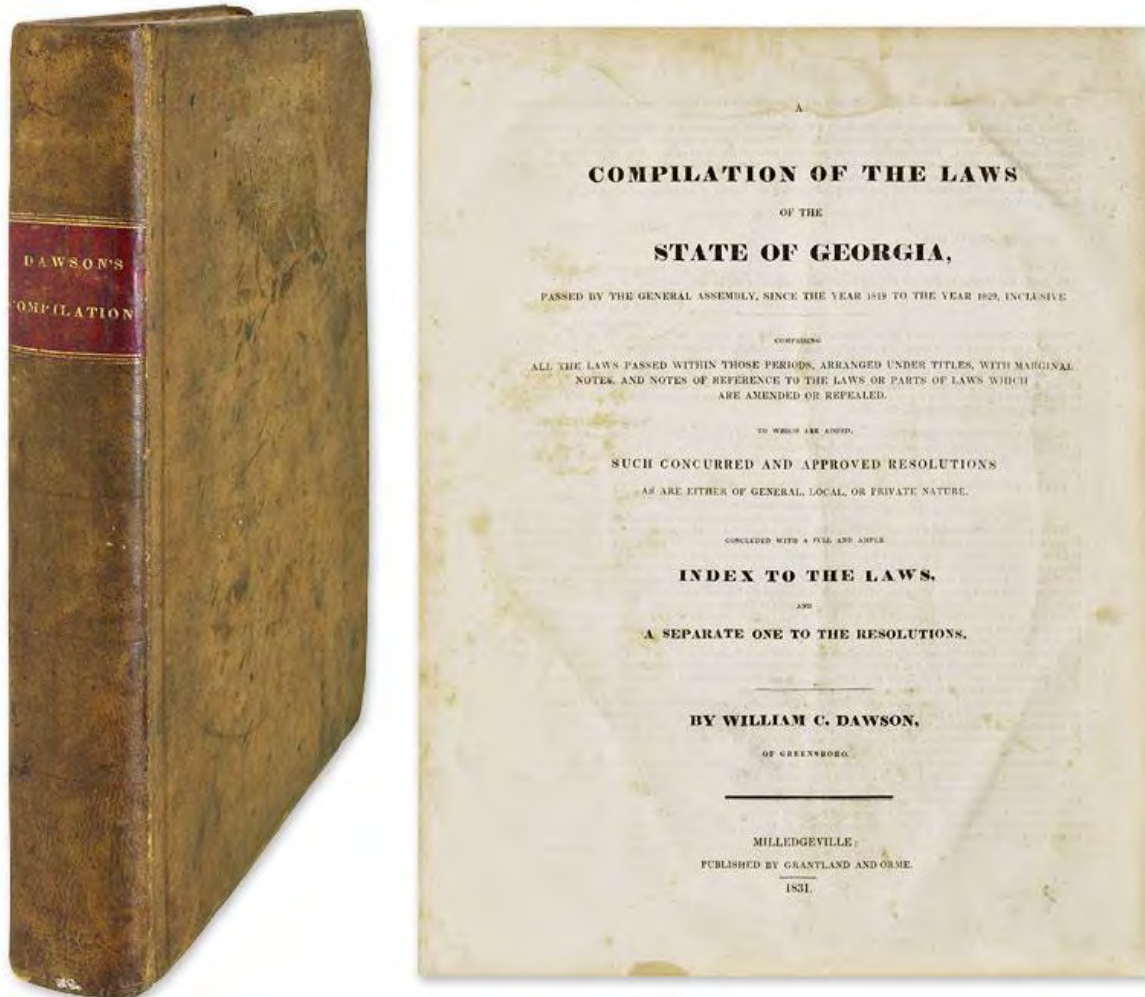 DAWSON'S
COMPILATION
A
COMPILATION OF THE LAWS
OF THE
STATE OF GEORGIA,
PASSED BY THE GENERAL ASSEMBLY, SINCE THE YEAR 1819 TO THE YEAR 1829, INCLUSIVE
COMPRISING
ALL THE LAWS PASSED WITHIN THOSE PERIODS, ARRANGED UNDER TITLES, WITH MARGINAL
NOTES, AND NOTES OF REFERENCE TO THE LAWS OR PARTS OF LAWS WHICH
ARE AMENDED OR REPEALED.
TO WHICH ARE ADDED,
SUCH CONCURRED AND APPROVED RESOLUTIONS
AS ARE EITHER OF GENERAL, LOCAL, OR PRIVATE NATURE.
CONCLUDED WITH A FULL AND AMPLE
INDEX TO THE LAWS,
AND
A SEPARATE ONE TO THE RESOLUTIONS.
BY WILLIAM C. DAWSON,
OF GREENSBORO.
MILLEDGEVILLE:
PUBLISHED BY GRANTLAND AND ORME.
1831.